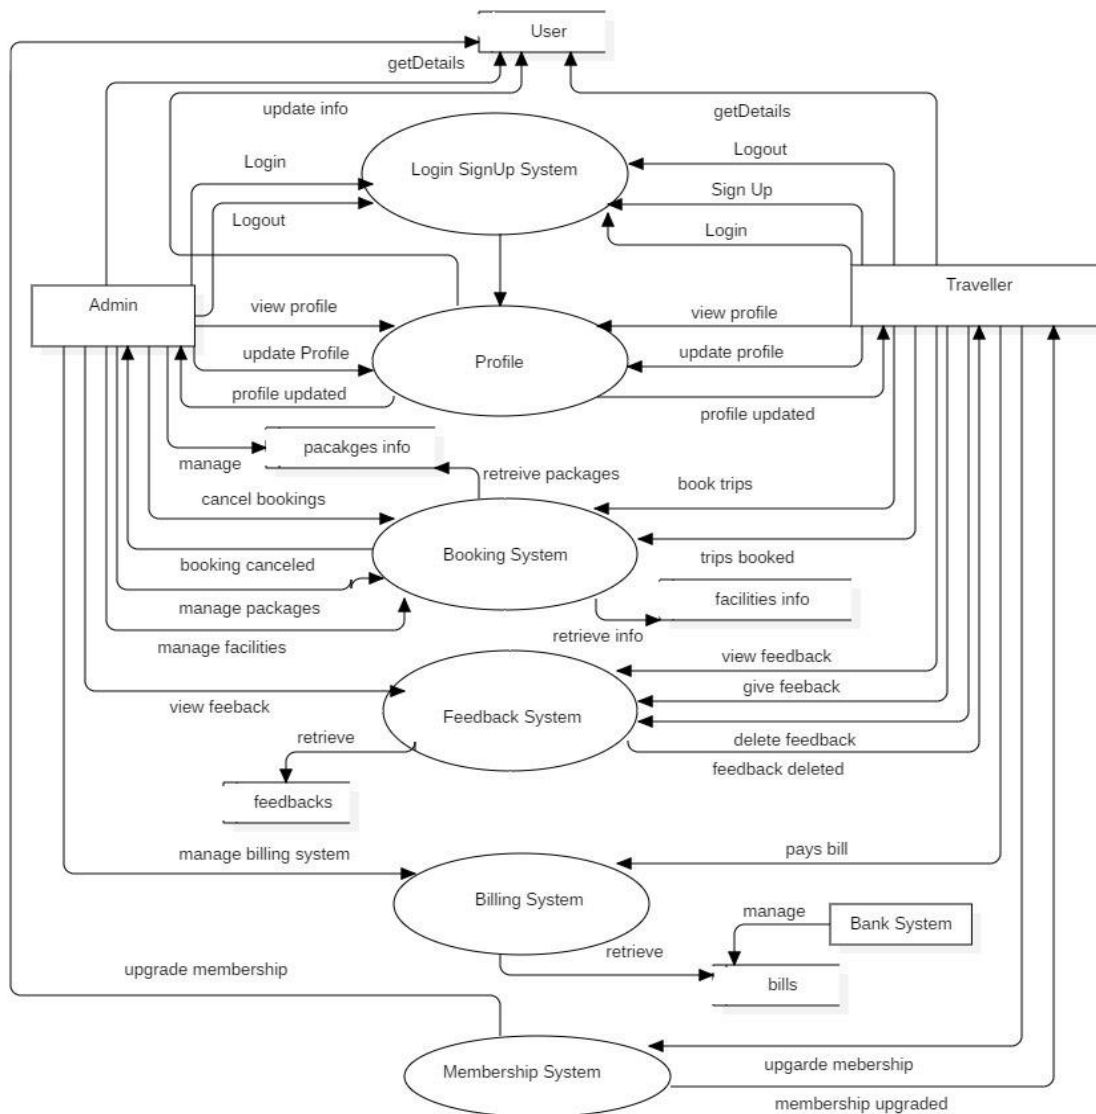 User
getDetails
update info
getDetails
Login
Login SignUp System
Logout
Sign Up
Logout
Login
Admin
Traveller
view profile
view profile
update Profile
Profile
update profile
profile updated
profile updated
pacakges info
manage
retreive packages
book trips
cancel bookings
Booking System
trips booked
booking canceled
facilities info
manage packages
retrieve info
manage facilities
view feedback
give feeback
view feeback
Feedback System
delete feedback
retrieve
feedback deleted
feedbacks
manage billing system
pays bill
Billing System
manage
Bank System
retrieve
upgrade membership
bills
Membership System
upgarde mebership
membership upgraded